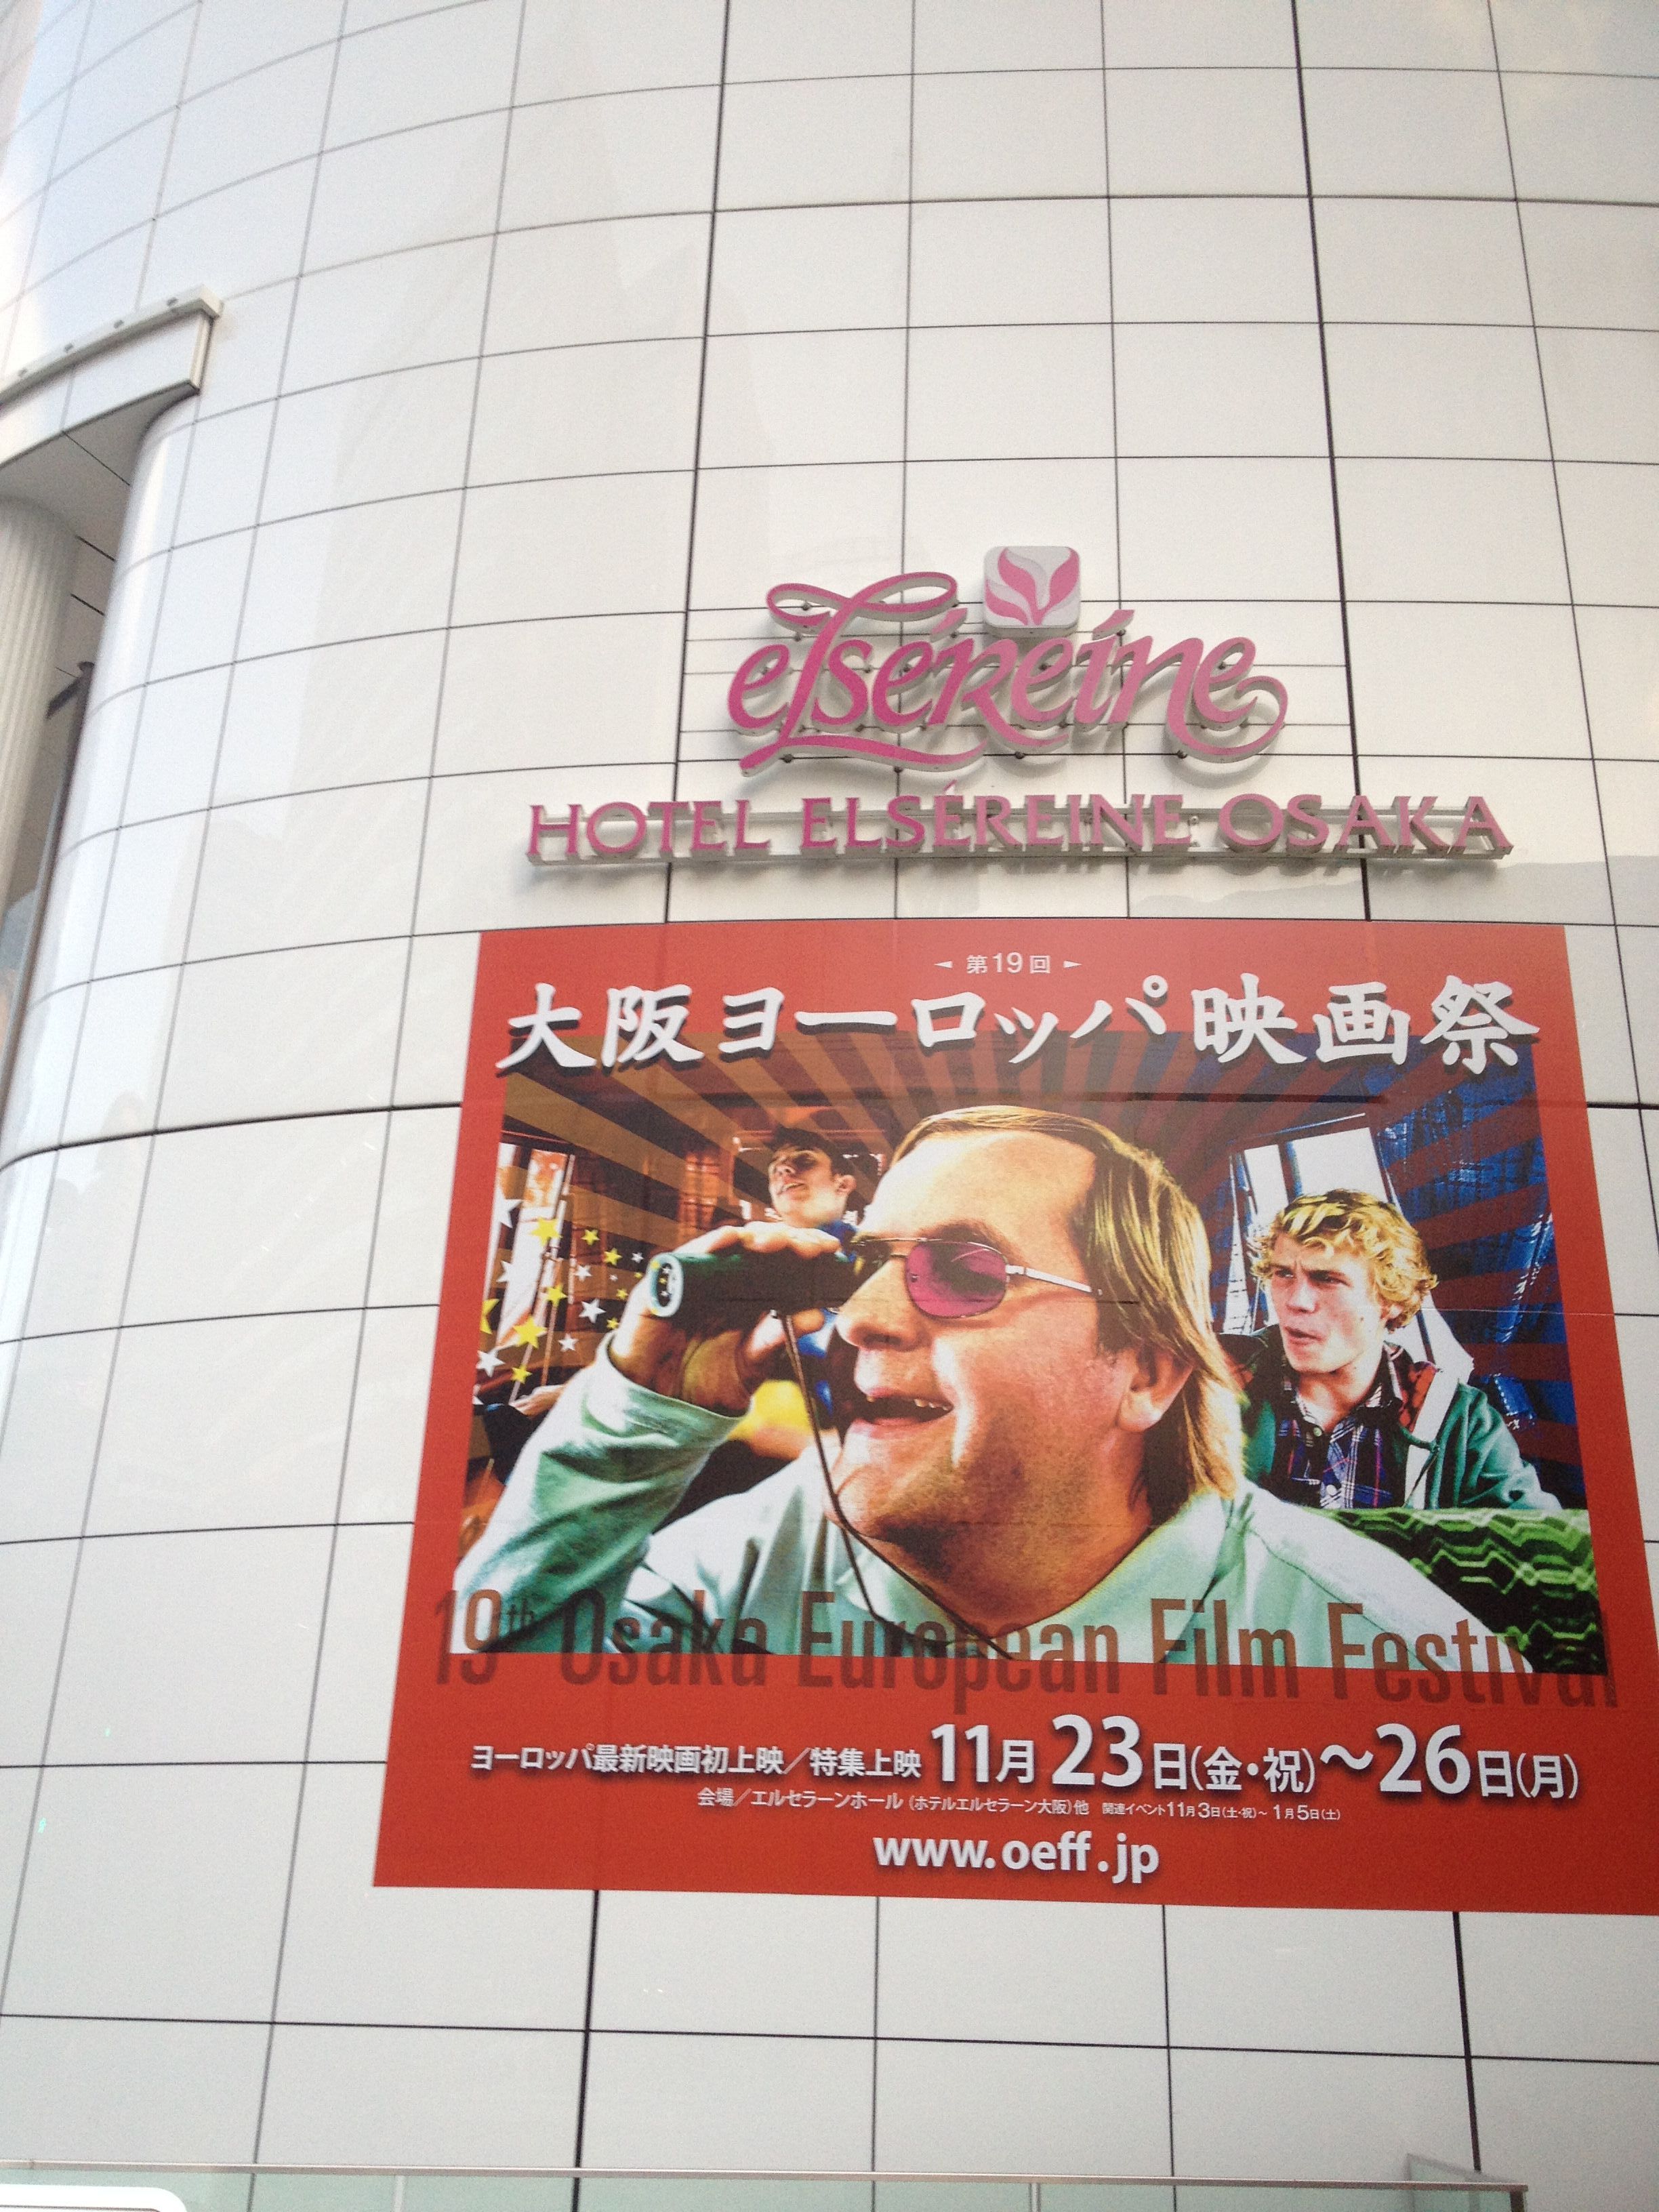 elséreine
HOTEL ELSÉREINE OSAKA
第19回
大阪ヨーロッパ映画祭
19th Osaka European Film Festival
ヨーロッパ最新映画初上映／特集上映 11月23日(金・祝)〜26日(月)
会場／エルセラーンホール（ホテルエルセラーン大阪）他 関連イベント11月3日(土・祝)〜1月5日(土)
www.oeff.jp